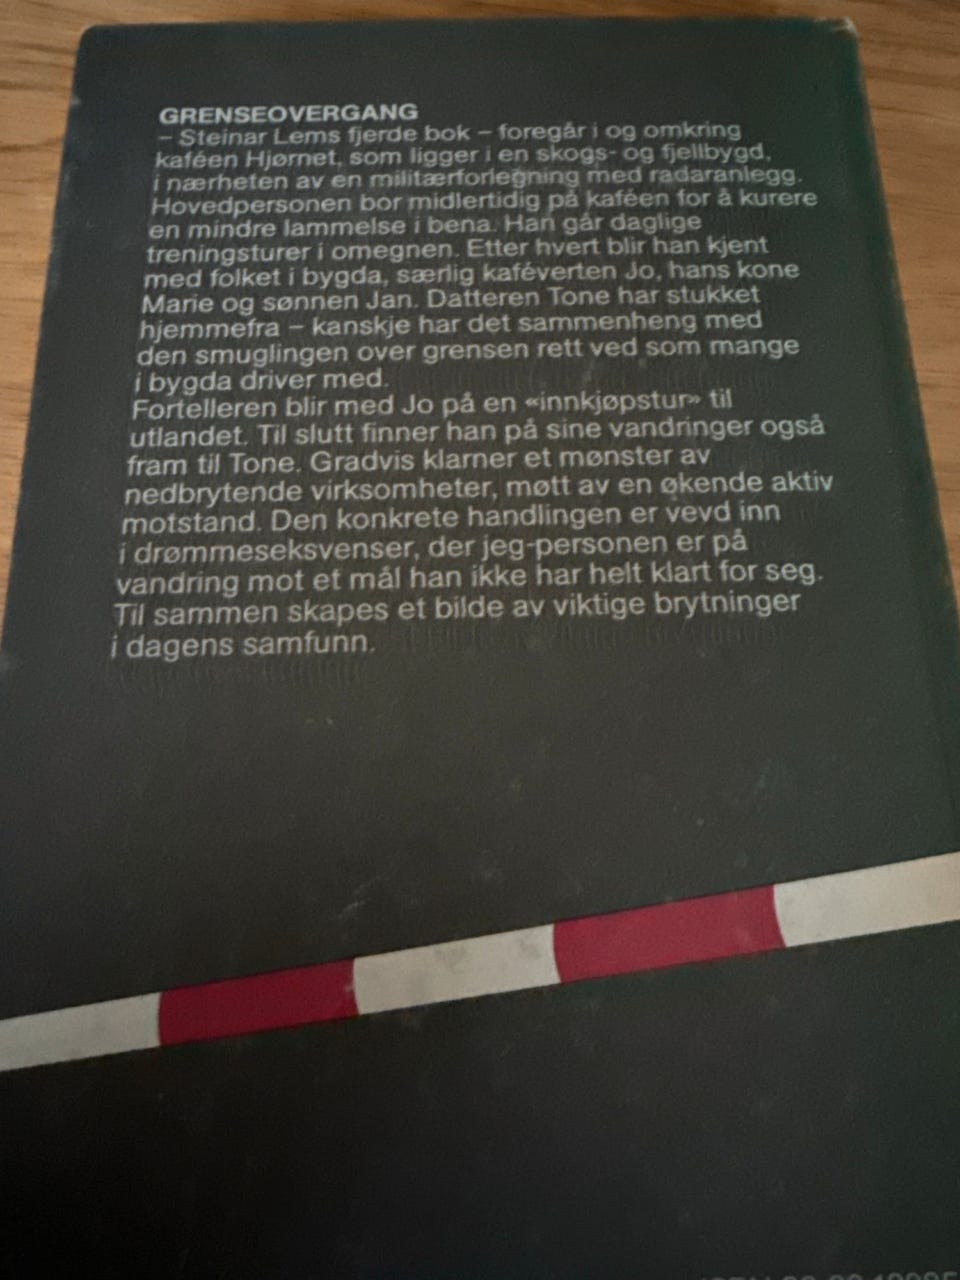 GRENSEOVERGANG
– Steinar Lems fjerde bok – foregår i og omkring
kaféen Hjørnet, som ligger i en skogs- og fjellbygd,
i nærheten av en militærforlegning med radaranlegg.
Hovedpersonen bor midlertidig på kaféen for å kurere
en mindre lammelse i bena. Han går daglige
treningsturer i omegnen. Etter hvert blir han kjent
med folket i bygda, særlig kaféverten Jo, hans kone
Marie og sønnen Jan. Datteren Tone har stukket
hjemmefra – kanskje har det sammenheng med
den smuglingen over grensen rett ved som mange
i bygda driver med.
Fortelleren blir med Jo på en «innkjøpstur» til
utlandet. Til slutt finner han på sine vandringer også
fram til Tone. Gradvis klarner et mønster av
nedbrytende virksomheter, møtt av en økende aktiv
motstand. Den konkrete handlingen er vevd inn
i drømmeseksvenser, der jeg-personen er på
vandring mot et mål han ikke har helt klart for seg.
Til sammen skapes et bilde av viktige brytninger
i dagens samfunn.